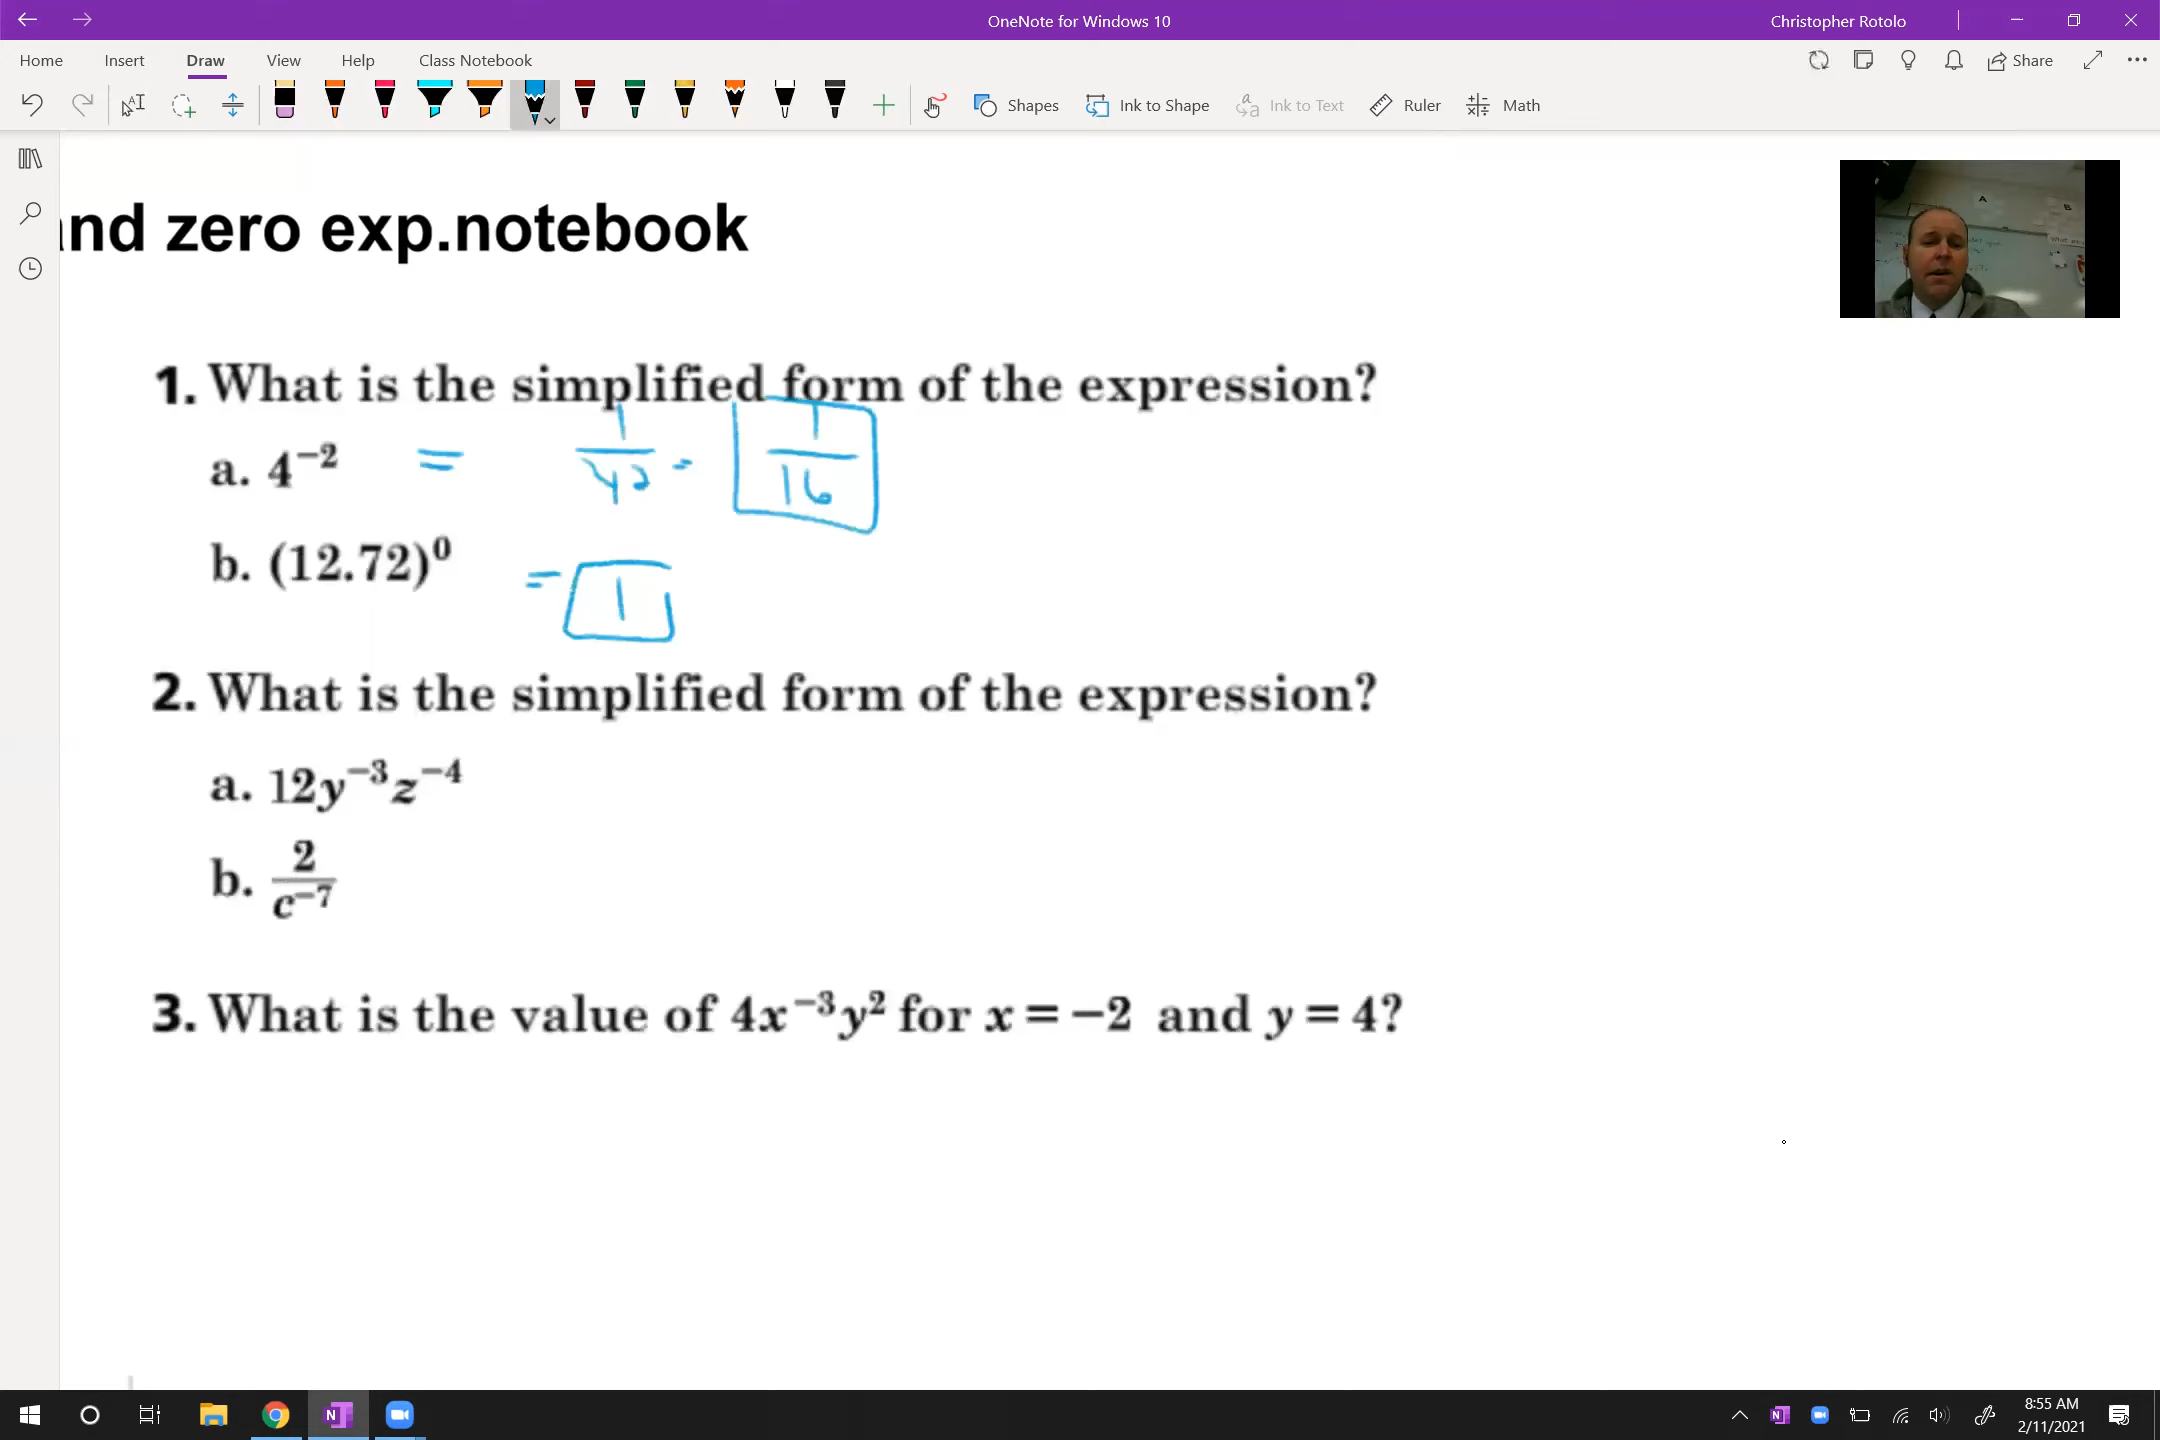 OneNote for Windows 10
Christopher Rotolo
Home Insert Draw View Help Class Notebook
Share
Shapes Ink to Shape Ink to Text Ruler Math
nd zero exp.notebook
1. What is the simplified form of the expression?
a. 4⁻² = 1/4² = 1/16
b. (12.72)⁰ = 1
2. What is the simplified form of the expression?
a. 12y⁻³z⁻⁴
b. 2/c⁻⁷
3. What is the value of 4x⁻³y² for x = −2 and y = 4?
8:55 AM
2/11/2021